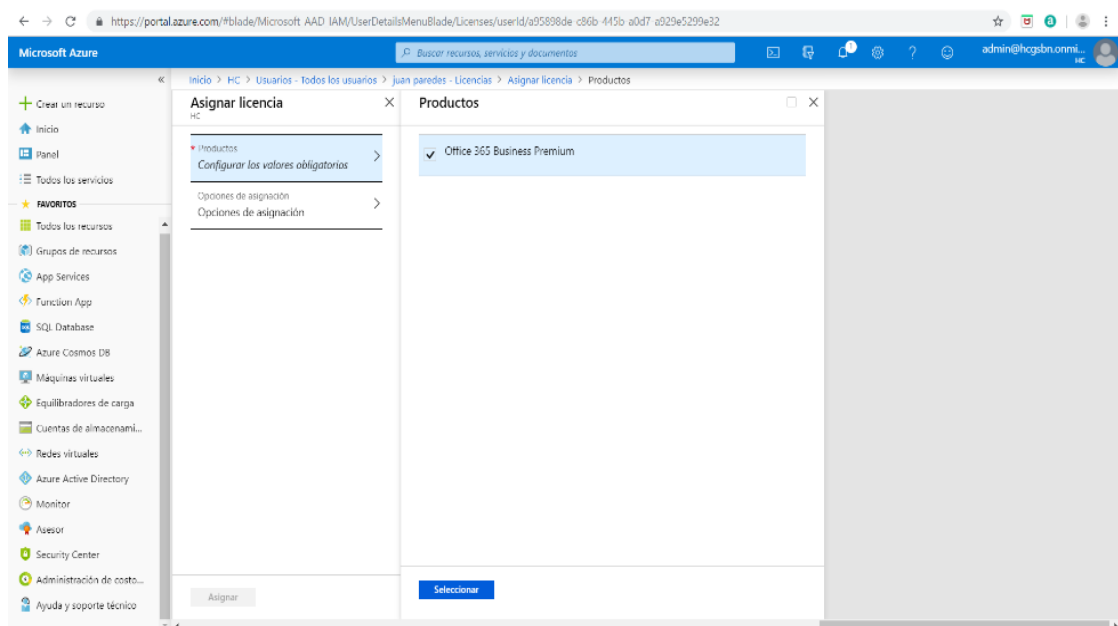 https://portal.azure.com/#blade/Microsoft_AAD_IAM/UserDetailsMenuBlade/Licenses/userId/a95898de-c86b-445b-a0d7-a929e5299e32
Microsoft Azure
Buscar recursos, servicios y documentos
1
admin@hcgsbn.onmi...
HC
«
Inicio > HC > Usuarios - Todos los usuarios > juan paredes - Licencias > Asignar licencia > Productos
Crear un recurso
Inicio
Panel
Todos los servicios
FAVORITOS
Todos los recursos
Grupos de recursos
App Services
Function App
SQL Database
Azure Cosmos DB
Máquinas virtuales
Equilibradores de carga
Cuentas de almacenami...
Redes virtuales
Azure Active Directory
Monitor
Asesor
Security Center
Administración de costo...
Ayuda y soporte técnico
Asignar licencia
HC
* Productos
Configurar los valores obligatorios
Opciones de asignación
Opciones de asignación
Asignar
Productos
Office 365 Business Premium
Seleccionar